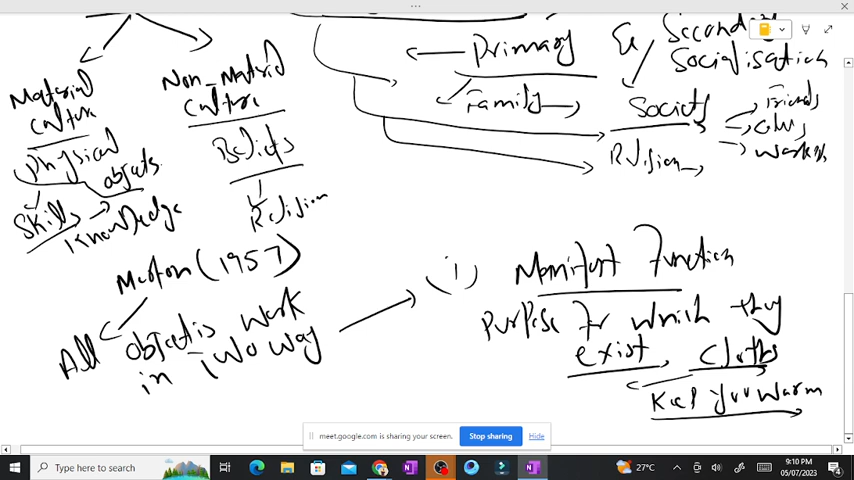 Material
culture
physical
objects
Skills
Knowledge
Non-Material
culture
Beliefs
Religion
Primary
Family
&
Secondary
Socialisation
Society
Friends
Religion
Merton (1957)
All objects work
in Two way
(i) Manifest Function
Purpose for which they
exist, cloths
Keep you warm
meet.google.com is sharing your screen.
Stop sharing
Hide
Type here to search
27°C
9:10 PM
05/07/2023
4